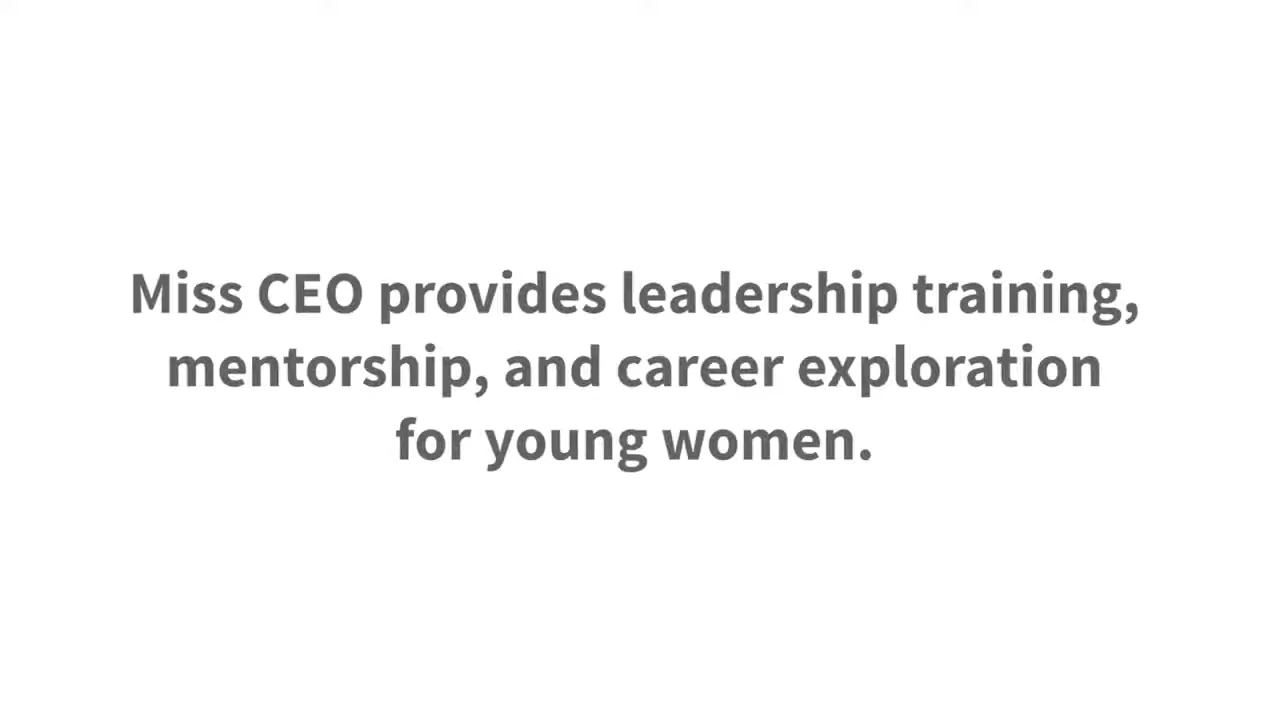 Miss CEO provides leadership training,
mentorship, and career exploration
for young women.